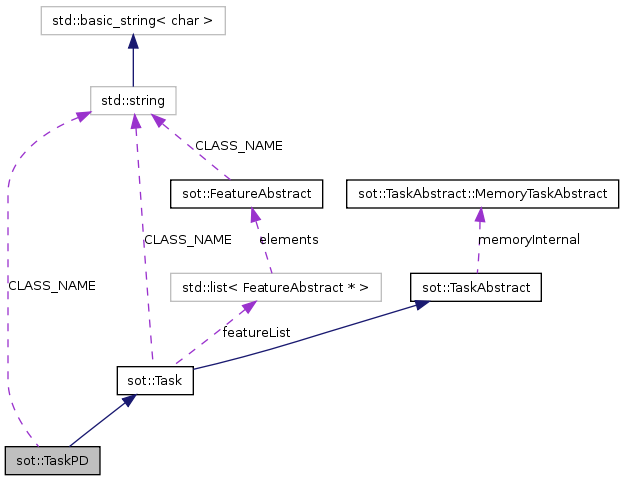 std::basic_string< char >
std::string
CLASS_NAME
sot::FeatureAbstract
sot::TaskAbstract::MemoryTaskAbstract
CLASS_NAME
elements
memoryInternal
CLASS_NAME
std::list< FeatureAbstract * >
sot::TaskAbstract
featureList
sot::Task
sot::TaskPD